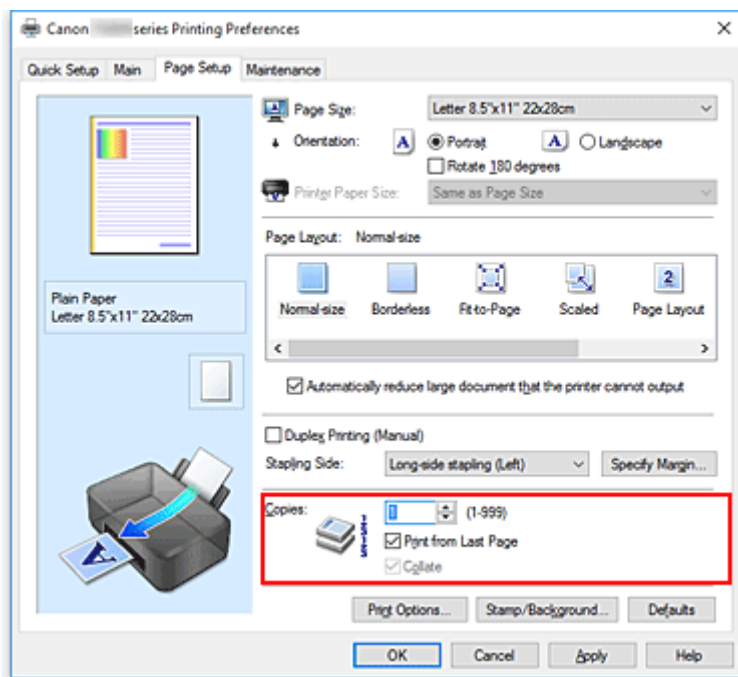 Canon series Printing Preferences
Quick Setup Main Page Setup Maintenance
Page Size: Letter 8.5"x11" 22x28cm
Orientation: A Portrait A Landscape
Rotate 180 degrees
Printer Paper Size: Same as Page Size
Page Layout: Normal-size
Normal-size Borderless Fit-to-Page Scaled 2 Page Layout
Plain Paper
Letter 8.5"x11" 22x28cm
Automatically reduce large document that the printer cannot output
Duplex Printing (Manual)
Stapling Side: Long-side stapling (Left) Specify Margin...
Copies: 1 (1-999)
Print from Last Page
Collate
A
Print Options... Stamp/Background... Defaults
OK Cancel Apply Help